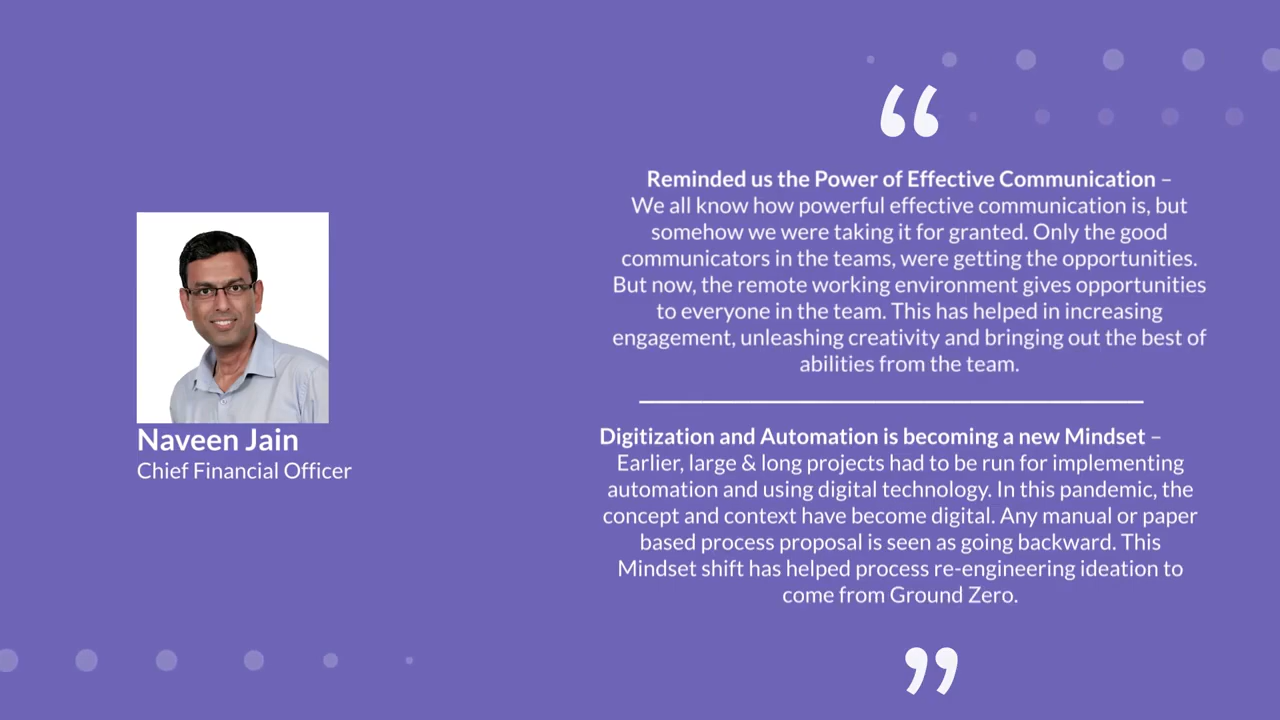 “
Reminded us the Power of Effective Communication –
We all know how powerful effective communication is, but
somehow we were taking it for granted. Only the good
communicators in the teams, were getting the opportunities.
But now, the remote working environment gives opportunities
to everyone in the team. This has helped in increasing
engagement, unleashing creativity and bringing out the best of
abilities from the team.
Naveen Jain
Chief Financial Officer
Digitization and Automation is becoming a new Mindset –
Earlier, large & long projects had to be run for implementing
automation and using digital technology. In this pandemic, the
concept and context have become digital. Any manual or paper
based process proposal is seen as going backward. This
Mindset shift has helped process re-engineering ideation to
come from Ground Zero.
”